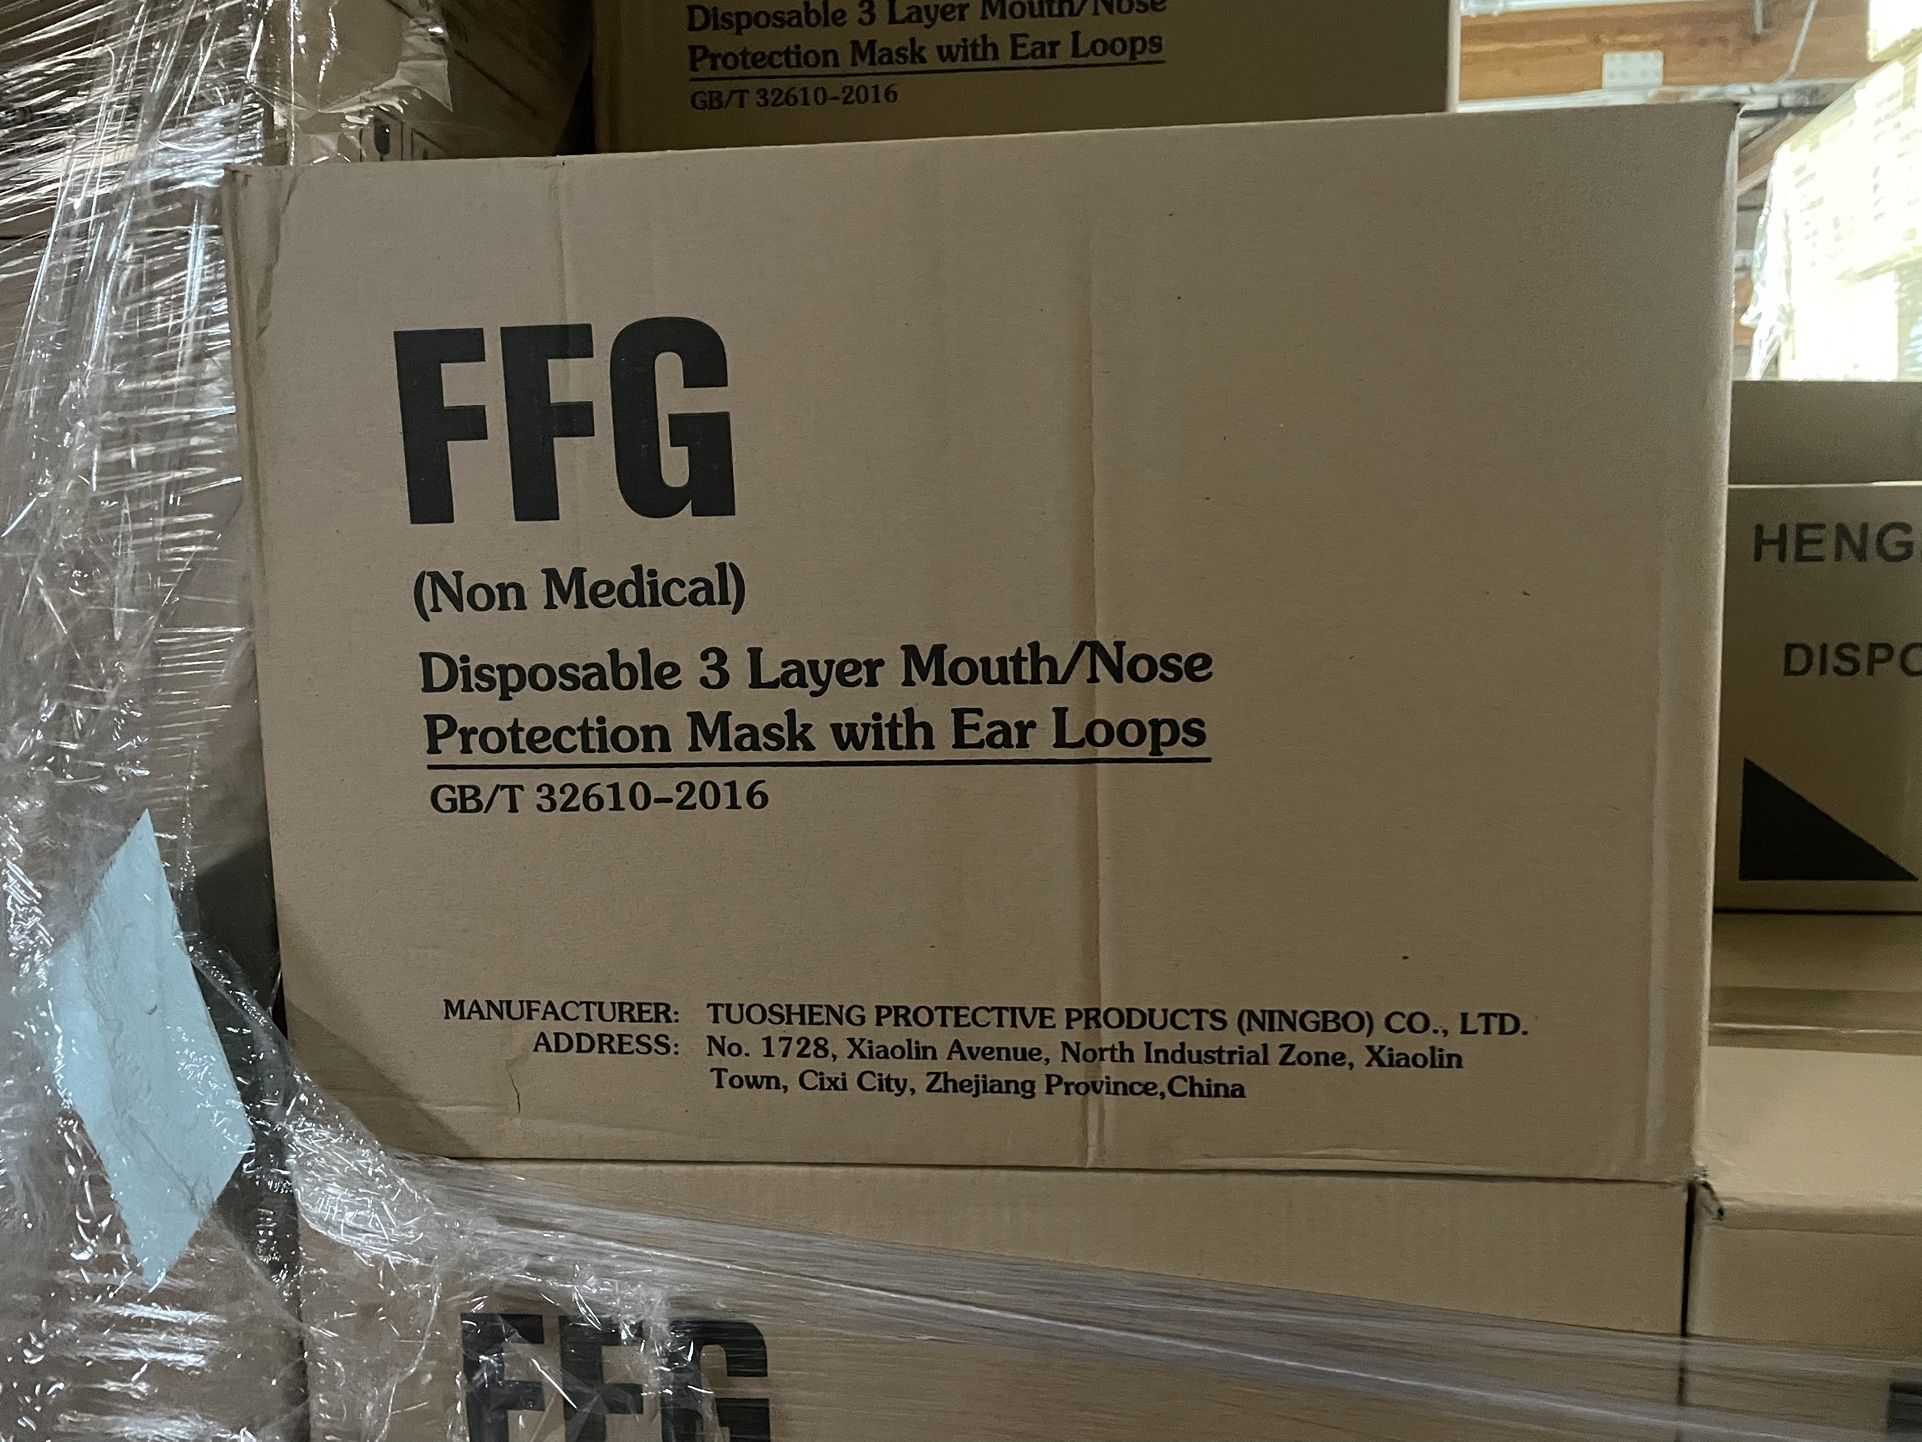 Disposable 3 Layer Mouth/Nose
Protection Mask with Ear Loops
GB/T 32610-2016
FFG
(Non Medical)
Disposable 3 Layer Mouth/Nose
Protection Mask with Ear Loops
GB/T 32610-2016
MANUFACTURER: TUOSHENG PROTECTIVE PRODUCTS (NINGBO) CO., LTD.
ADDRESS: No. 1728, Xiaolin Avenue, North Industrial Zone, Xiaolin
Town, Cixi City, Zhejiang Province,China
HENG
DISPO
FFG